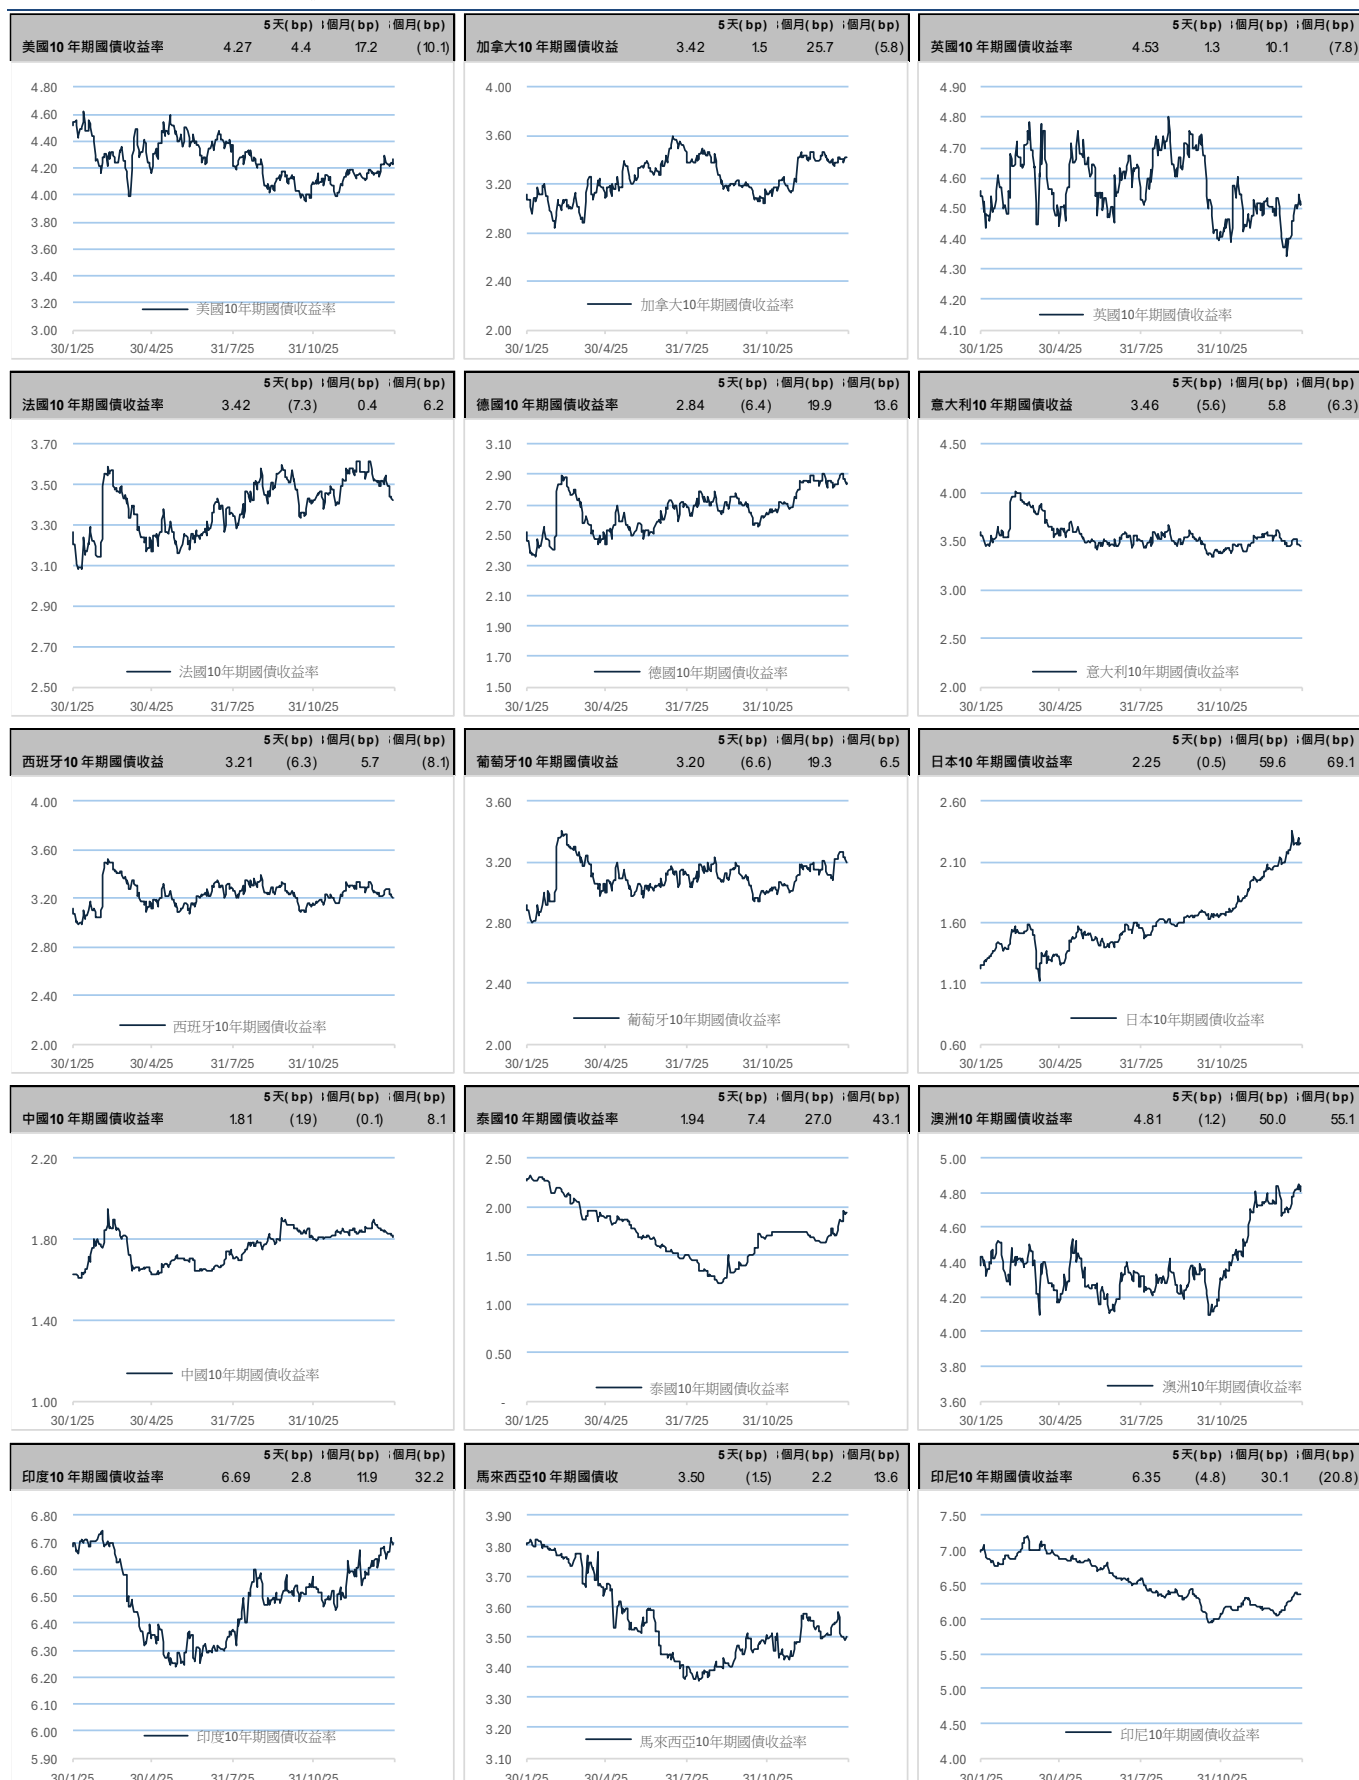 5天(bp) 個月(bp) 個月(bp)
美國10年期國債收益率 4.27 4.4 17.2 (10.1)
4.80
4.60
4.40
4.20
4.00
3.80
3.60
3.40
3.20
3.00
美國10年期國債收益率
30/1/25 30/4/25 31/7/25 31/10/25
5天(bp) 個月(bp) 個月(bp)
加拿大10年期國債收益 3.42 1.5 25.7 (5.8)
4.00
3.60
3.20
2.80
2.40
2.00
加拿大10年期國債收益率
30/1/25 30/4/25 31/7/25 31/10/25
5天(bp) 個月(bp) 個月(bp)
英國10年期國債收益率 4.53 1.3 10.1 (7.8)
4.90
4.80
4.70
4.60
4.50
4.40
4.30
4.20
4.10
英國10年期國債收益率
30/1/25 30/4/25 31/7/25 31/10/25
5天(bp) 個月(bp) 個月(bp)
法國10年期國債收益率 3.42 (7.3) 0.4 6.2
3.70
3.50
3.30
3.10
2.90
2.70
2.50
法國10年期國債收益率
30/1/25 30/4/25 31/7/25 31/10/25
5天(bp) 個月(bp) 個月(bp)
德國10年期國債收益率 2.84 (6.4) 19.9 13.6
3.10
2.90
2.70
2.50
2.30
2.10
1.90
1.70
1.50
德國10年期國債收益率
30/1/25 30/4/25 31/7/25 31/10/25
5天(bp) 個月(bp) 個月(bp)
意大利10年期國債收益 3.46 (5.6) 5.8 (6.3)
4.50
4.00
3.50
3.00
2.50
2.00
意大利10年期國債收益率
30/1/25 30/4/25 31/7/25 31/10/25
5天(bp) 個月(bp) 個月(bp)
西班牙10年期國債收益 3.21 (6.3) 5.7 (8.1)
4.00
3.60
3.20
2.80
2.40
2.00
西班牙10年期國債收益率
30/1/25 30/4/25 31/7/25 31/10/25
5天(bp) 個月(bp) 個月(bp)
葡萄牙10年期國債收益 3.20 (6.6) 19.3 6.5
3.60
3.20
2.80
2.40
2.00
葡萄牙10年期國債收益率
30/1/25 30/4/25 31/7/25 31/10/25
5天(bp) 個月(bp) 個月(bp)
日本10年期國債收益率 2.25 (0.5) 59.6 69.1
2.60
2.10
1.60
1.10
0.60
日本10年期國債收益率
30/1/25 30/4/25 31/7/25 31/10/25
5天(bp) 個月(bp) 個月(bp)
中國10年期國債收益率 1.81 (1.9) (0.1) 8.1
2.20
1.80
1.40
1.00
中國10年期國債收益率
30/1/25 30/4/25 31/7/25 31/10/25
5天(bp) 個月(bp) 個月(bp)
泰國10年期國債收益率 1.94 7.4 27.0 43.1
2.50
2.00
1.50
1.00
0.50
-
泰國10年期國債收益率
30/1/25 30/4/25 31/7/25 31/10/25
5天(bp) 個月(bp) 個月(bp)
澳洲10年期國債收益率 4.81 (1.2) 50.0 55.1
5.00
4.80
4.60
4.40
4.20
4.00
3.80
3.60
澳洲10年期國債收益率
30/1/25 30/4/25 31/7/25 31/10/25
5天(bp) 個月(bp) 個月(bp)
印度10年期國債收益率 6.69 2.8 11.9 32.2
6.80
6.70
6.60
6.50
6.40
6.30
6.20
6.10
6.00
5.90
印度10年期國債收益率
30/1/25 30/4/25 31/7/25 31/10/25
5天(bp) 個月(bp) 個月(bp)
馬來西亞10年期國債收 3.50 (1.5) 2.2 13.6
3.90
3.80
3.70
3.60
3.50
3.40
3.30
3.20
3.10
馬來西亞10年期國債收益率
30/1/25 30/4/25 31/7/25 31/10/25
5天(bp) 個月(bp) 個月(bp)
印尼10年期國債收益率 6.35 (4.8) 30.1 (20.8)
7.50
7.00
6.50
6.00
5.50
5.00
4.50
4.00
印尼10年期國債收益率
30/1/25 30/4/25 31/7/25 31/10/25